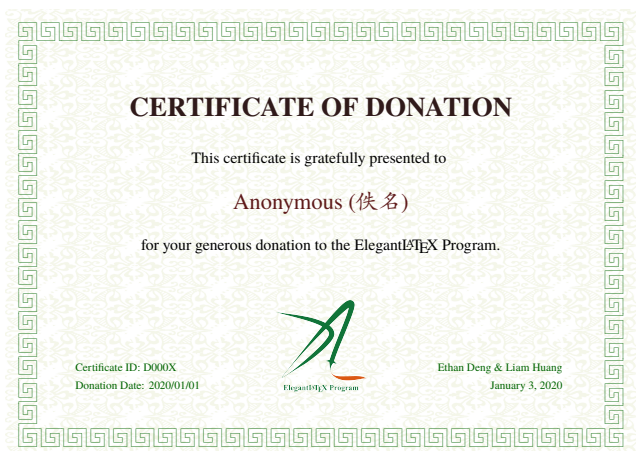 CERTIFICATE OF DONATION
This certificate is gratefully presented to
Anonymous (佚名)
for your generous donation to the ElegantLATEX Program.
ElegantLATEX Program
Certificate ID: D000X
Donation Date: 2020/01/01
Ethan Deng & Liam Huang
January 3, 2020